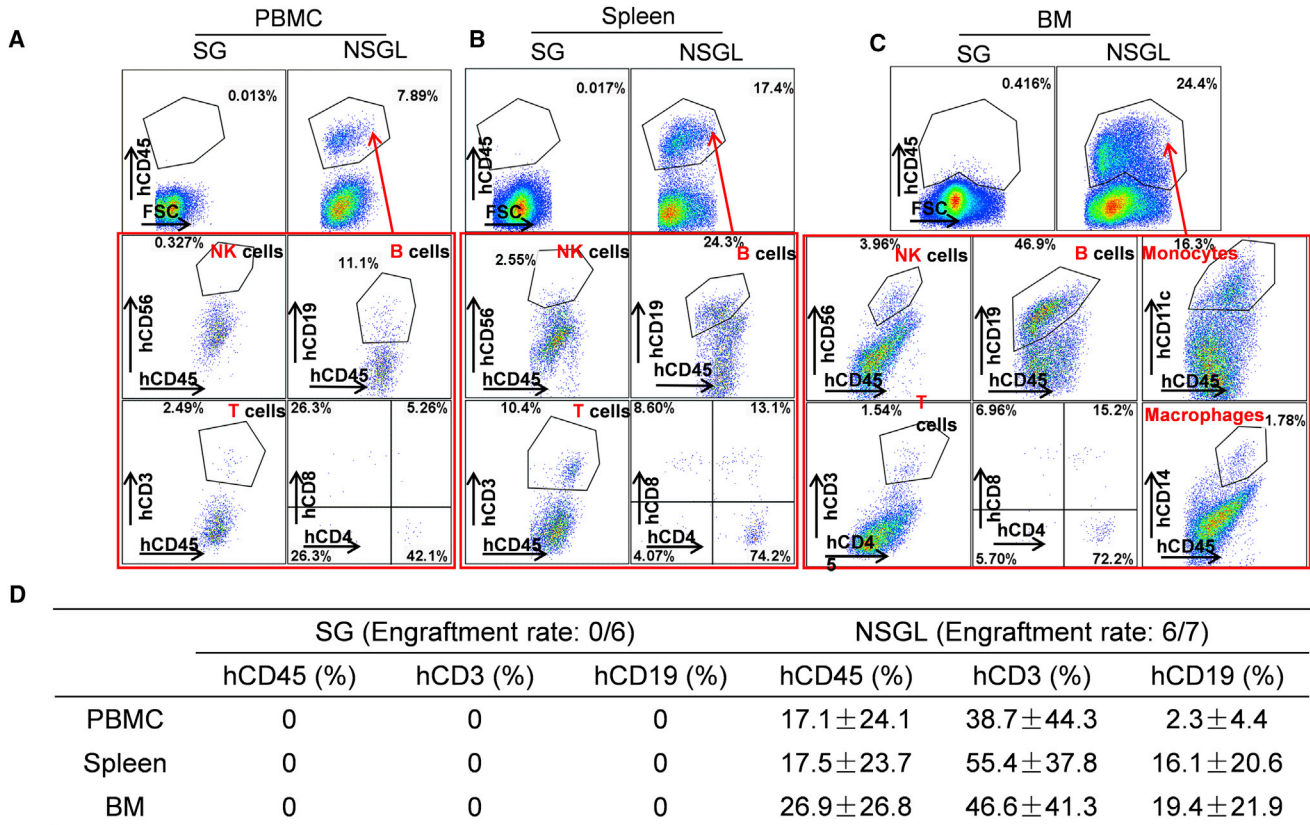 A
PBMC
SG NSGL
0.013% 7.89%
hCD45
FSC
0.327% NK cells
hCD56
hCD45
11.1% B cells
hCD19
hCD45
2.49% T cells
hCD3
hCD45
26.3% 5.26%
hCD8
hCD4
26.3% 42.1%
B
Spleen
SG NSGL
0.017% 17.4%
hCD45
FSC
2.55% NK cells
hCD56
hCD45
24.3% B cells
hCD19
hCD45
10.4% T cells
hCD3
hCD45
8.60% 13.1%
hCD8
hCD4
4.07% 74.2%
C
BM
SG NSGL
0.416% 24.4%
hCD45
FSC
3.96% NK cells
hCD56
hCD45
46.9% B cells
hCD19
hCD45
Monocytes
16.3%
hCD11c
hCD45
1.54% T cells
hCD3
hCD4
5
6.96% 15.2%
hCD8
hCD4
5.70% 72.2%
Macrophages
1.78%
hCD14
hCD45
D
SG (Engraftment rate: 0/6) NSGL (Engraftment rate: 6/7)
hCD45 (%) hCD3 (%) hCD19 (%) hCD45 (%) hCD3 (%) hCD19 (%)
PBMC 0 0 0 17.1±24.1 38.7±44.3 2.3±4.4
Spleen 0 0 0 17.5±23.7 55.4±37.8 16.1±20.6
BM 0 0 0 26.9±26.8 46.6±41.3 19.4±21.9